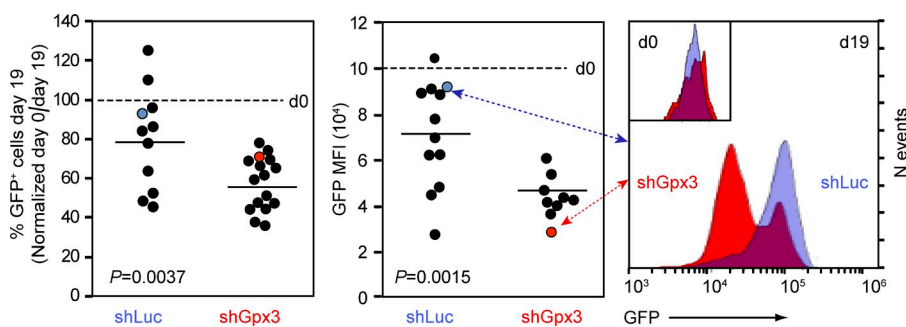 % GFP⁺ cells day 19
(Normalized day 0/day 19)
140
120
100
80
60
40
20
0
d0
P=0.0037
shLuc
shGpx3
GFP MFI (10⁴)
12
10
8
6
4
2
0
d0
P=0.0015
shLuc
shGpx3
d0
d19
shGpx3
shLuc
N events
10³
10⁴
10⁵
10⁶
GFP